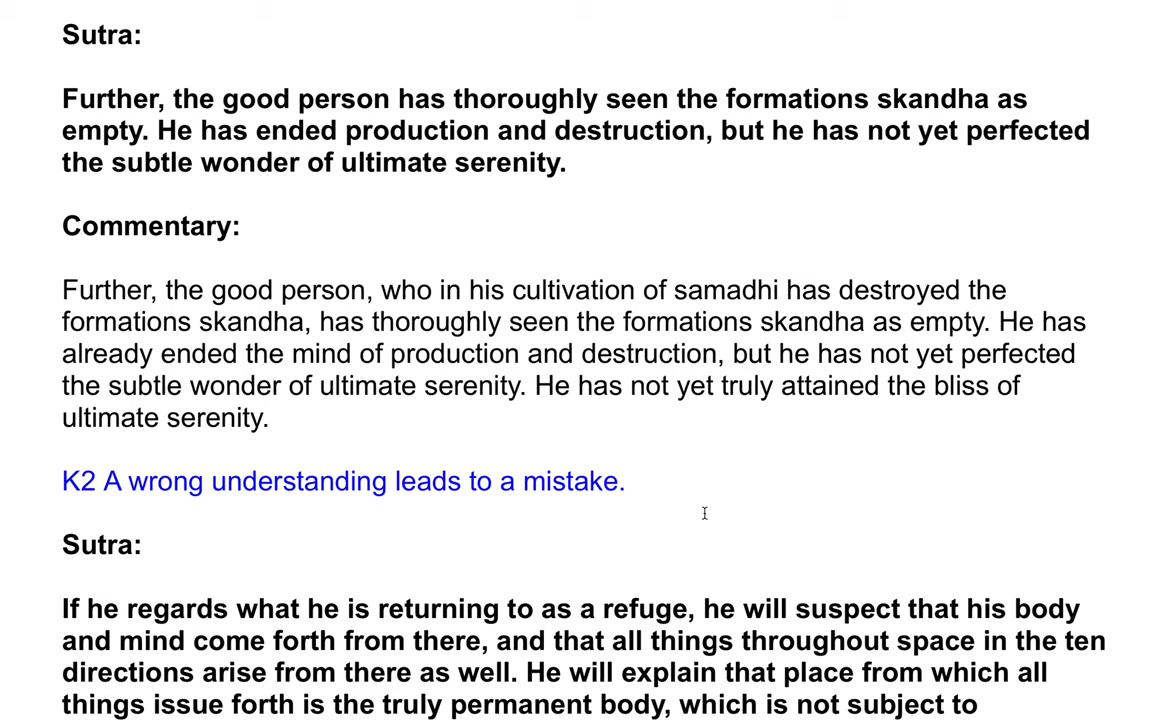 Sutra:
Further, the good person has thoroughly seen the formations skandha as
empty. He has ended production and destruction, but he has not yet perfected
the subtle wonder of ultimate serenity.
Commentary:
Further, the good person, who in his cultivation of samadhi has destroyed the
formations skandha, has thoroughly seen the formations skandha as empty. He has
already ended the mind of production and destruction, but he has not yet perfected
the subtle wonder of ultimate serenity. He has not yet truly attained the bliss of
ultimate serenity.
K2 A wrong understanding leads to a mistake.
Sutra:
If he regards what he is returning to as a refuge, he will suspect that his body
and mind come forth from there, and that all things throughout space in the ten
directions arise from there as well. He will explain that place from which all
things issue forth is the truly permanent body, which is not subject to